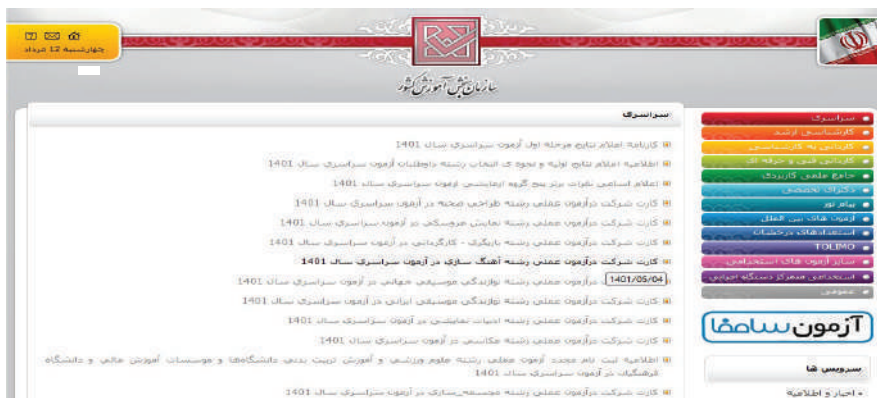 چهارشنبه 12 مرداد
سازمان سنجش آموزش کشور
سراسری
کارشناسی ارشد
کاردانی به کارشناسی
کاردانی فنی و حرفه ای
جامع علمی کاربردی
دکترای تخصصی
پیام نور
آزمون های بین المللی
استعدادهای درخشان
TOLIMO
سایر آزمون های استخدامی
استخدامی متمرکز دستگاه اجرایی
عمومی
آزمون سامفا
سرویس ها
اخبار و اطلاعیه
سراسری
کارنامه اعلام نتایج مرحله اول آزمون سراسری سال 1401
اطلاعیه اعلام نتایج اولیه و نحوه ی انتخاب رشته داوطلبان آزمون سراسری سال 1401
اعلام اسامی نفرات برتر پنج گروه آزمایشی آزمون سراسری سال 1401
کارت شرکت درآزمون عملی رشته طراحی صحنه در آزمون سراسری سال 1401
کارت شرکت درآزمون عملی رشته نمایش عروسکی در آزمون سراسری سال 1401
کارت شرکت درآزمون عملی رشته بازیگری - کارگردانی در آزمون سراسری سال 1401
کارت شرکت درآزمون عملی رشته آهنگ سازی در آزمون سراسری سال 1401
1401/05/04 درآزمون عملی رشته نوازندگی موسیقی جهانی در آزمون سراسری سال 1401
کارت شرکت درآزمون عملی رشته نوازندگی موسیقی ایرانی در آزمون سراسری سال 1401
کارت شرکت درآزمون عملی رشته ادبیات نمایشی در آزمون سراسری سال 1401
کارت شرکت درآزمون عملی رشته عکاسی در آزمون سراسری سال 1401
اطلاعیه ثبت نام مجدد آزمون عملی رشته علوم ورزشی و آموزش تربیت بدنی دانشگاهها و موسسات آموزش عالی و دانشگاه
فرهنگیان در آزمون سراسری سال 1401
کارت شرکت درآزمون عملی رشته مجسمه_سازی در آزمون سراسری سال 1401